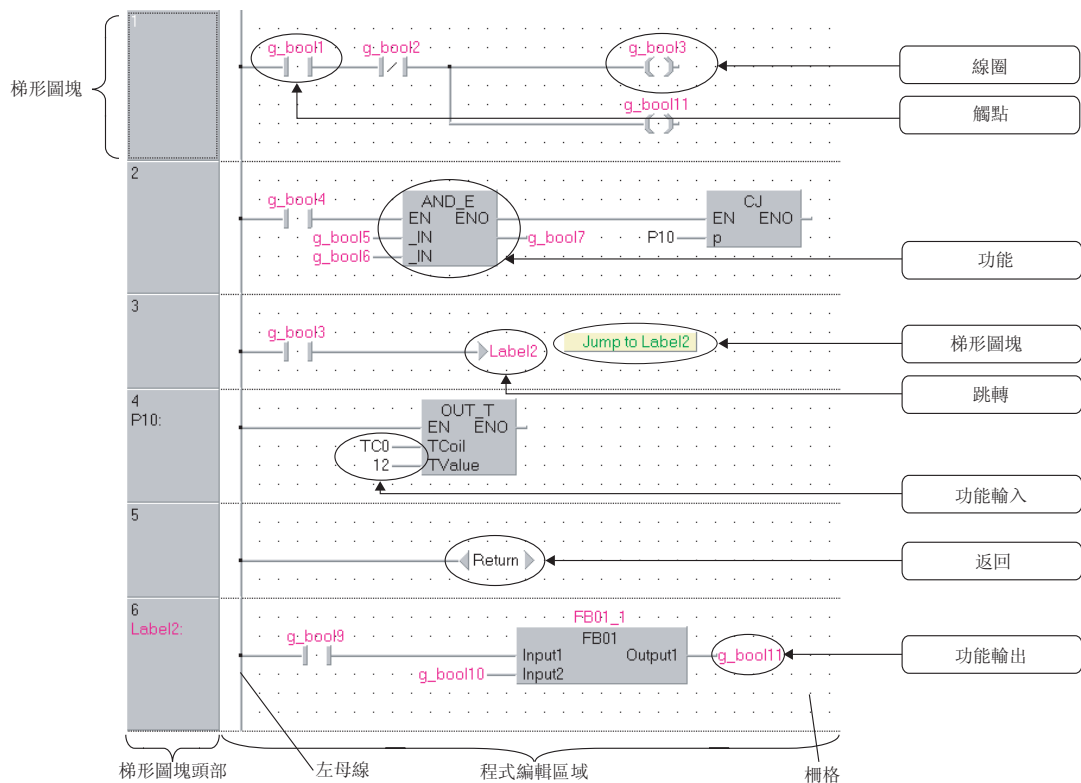 1
g_bool1
g_bool2
g_bool3
線圈
梯形圖塊
g_bool11
觸點
2
g_bool4
AND_E
EN ENO
g_bool5
_IN
g_bool7
g_bool6
_IN
CJ
EN ENO
P10
p
功能
3
g_bool3
Label2
Jump to Label2
梯形圖塊
跳轉
4
P10:
OUT_T
EN ENO
TC0
TCoil
12
TValue
功能輸入
5
Return
返回
6
Label2:
g_bool9
FB01_1
FB01
Input1 Output1
g_bool11
g_bool10
Input2
功能輸出
梯形圖塊頭部
左母線
程式編輯區域
柵格